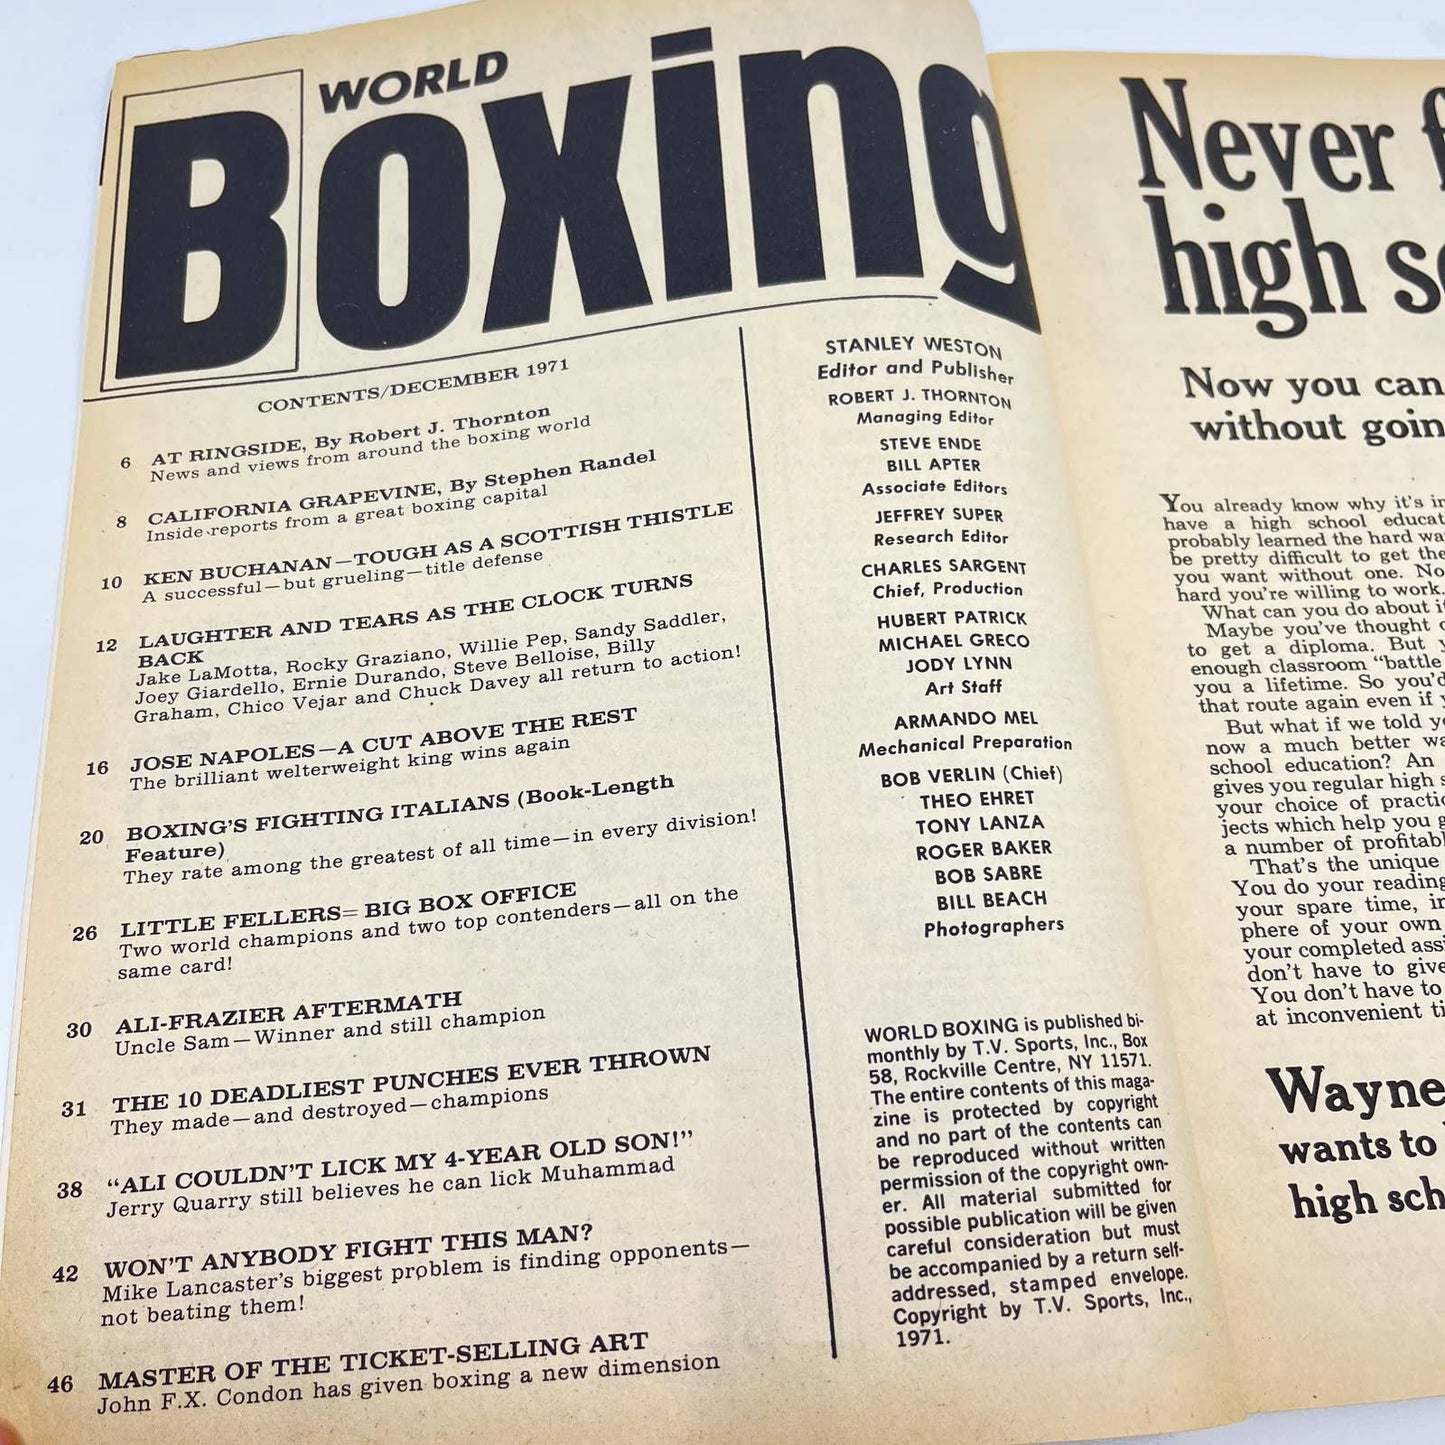 WORLD
Boxing
CONTENTS/DECEMBER 1971
6 AT RINGSIDE, By Robert J. Thornton
News and views from around the boxing world
8 CALIFORNIA GRAPEVINE, By Stephen Randel
Inside reports from a great boxing capital
10 KEN BUCHANAN—TOUGH AS A SCOTTISH THISTLE
A successful—but grueling—title defense
12 LAUGHTER AND TEARS AS THE CLOCK TURNS
BACK
Jake LaMotta, Rocky Graziano, Willie Pep, Sandy Saddler,
Joey Giardello, Ernie Durando, Steve Belloise, Billy
Graham, Chico Vejar and Chuck Davey all return to action!
16 JOSE NAPOLES—A CUT ABOVE THE REST
The brilliant welterweight king wins again
20 BOXING'S FIGHTING ITALIANS (Book-Length
Feature)
They rate among the greatest of all time—in every division!
26 LITTLE FELLERS= BIG BOX OFFICE
Two world champions and two top contenders—all on the
same card!
30 ALI-FRAZIER AFTERMATH
Uncle Sam—Winner and still champion
31 THE 10 DEADLIEST PUNCHES EVER THROWN
They made—and destroyed—champions
38 "ALI COULDN'T LICK MY 4-YEAR OLD SON!"
Jerry Quarry still believes he can lick Muhammad
42 WON'T ANYBODY FIGHT THIS MAN?
Mike Lancaster's biggest problem is finding opponents—
not beating them!
46 MASTER OF THE TICKET-SELLING ART
John F.X. Condon has given boxing a new dimension
STANLEY WESTON
Editor and Publisher
ROBERT J. THORNTON
Managing Editor
STEVE ENDE
BILL APTER
Associate Editors
JEFFREY SUPER
Research Editor
CHARLES SARGENT
Chief, Production
HUBERT PATRICK
MICHAEL GRECO
JODY LYNN
Art Staff
ARMANDO MEL
Mechanical Preparation
BOB VERLIN (Chief)
THEO EHRET
TONY LANZA
ROGER BAKER
BOB SABRE
BILL BEACH
Photographers
WORLD BOXING is published bi-
monthly by T.V. Sports, Inc., Box
58, Rockville Centre, NY 11571.
The entire contents of this maga-
zine is protected by copyright
and no part of the contents can
be reproduced without written
permission of the copyright own-
er. All material submitted for
possible publication will be given
careful consideration but must
be accompanied by a return self-
addressed, stamped envelope.
Copyright by T.V. Sports, Inc.,
1971.
Never
high
Now you can
without
You already know why it's
have a high school
probably learned the hard
be pretty difficult to get
you want without one.
hard you're willing to work.
What can you do about
Maybe you've thought
to get a diploma. But
enough classroom "battle
you a lifetime. So you'd
that route again even if
But what if we told
now a much better
school education? An
gives you regular high
your choice of
jects which help you
a number of
That's the unique
You do your reading
your spare time,
phere of your own
your completed
don't have to give
You don't have to
at inconvenient
Wayne
wants to
high